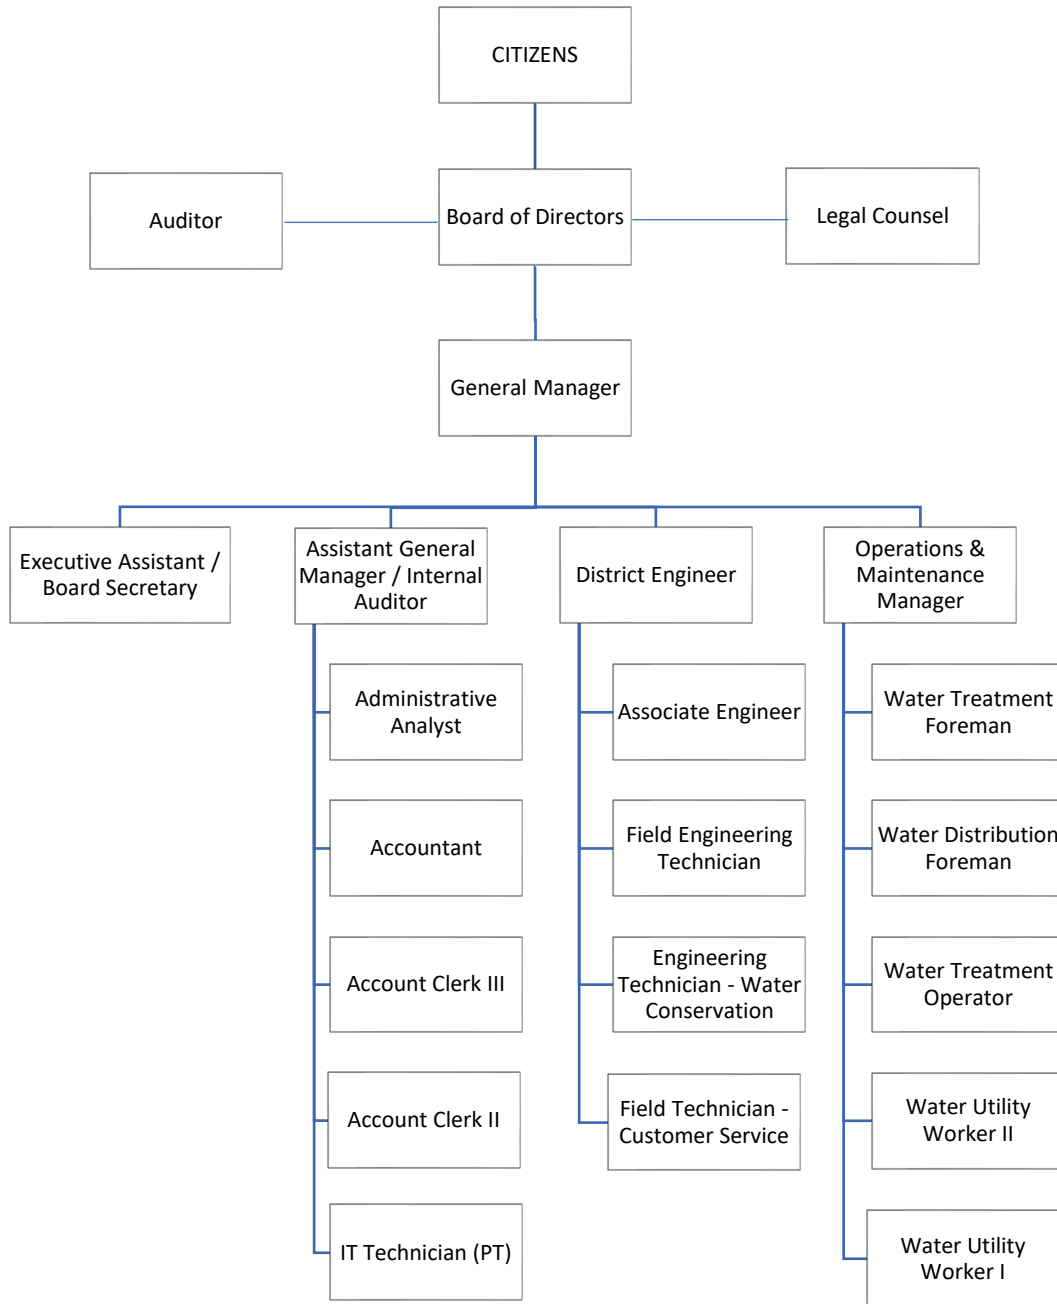 CITIZENS
Auditor
Board of Directors
Legal Counsel
General Manager
Executive Assistant /
Board Secretary
Assistant General
Manager / Internal
Auditor
District Engineer
Operations &
Maintenance
Manager
Administrative
Analyst
Accountant
Account Clerk III
Account Clerk II
IT Technician (PT)
Associate Engineer
Field Engineering
Technician
Engineering
Technician - Water
Conservation
Field Technician -
Customer Service
Water Treatment
Foreman
Water Distribution
Foreman
Water Treatment
Operator
Water Utility
Worker II
Water Utility
Worker I